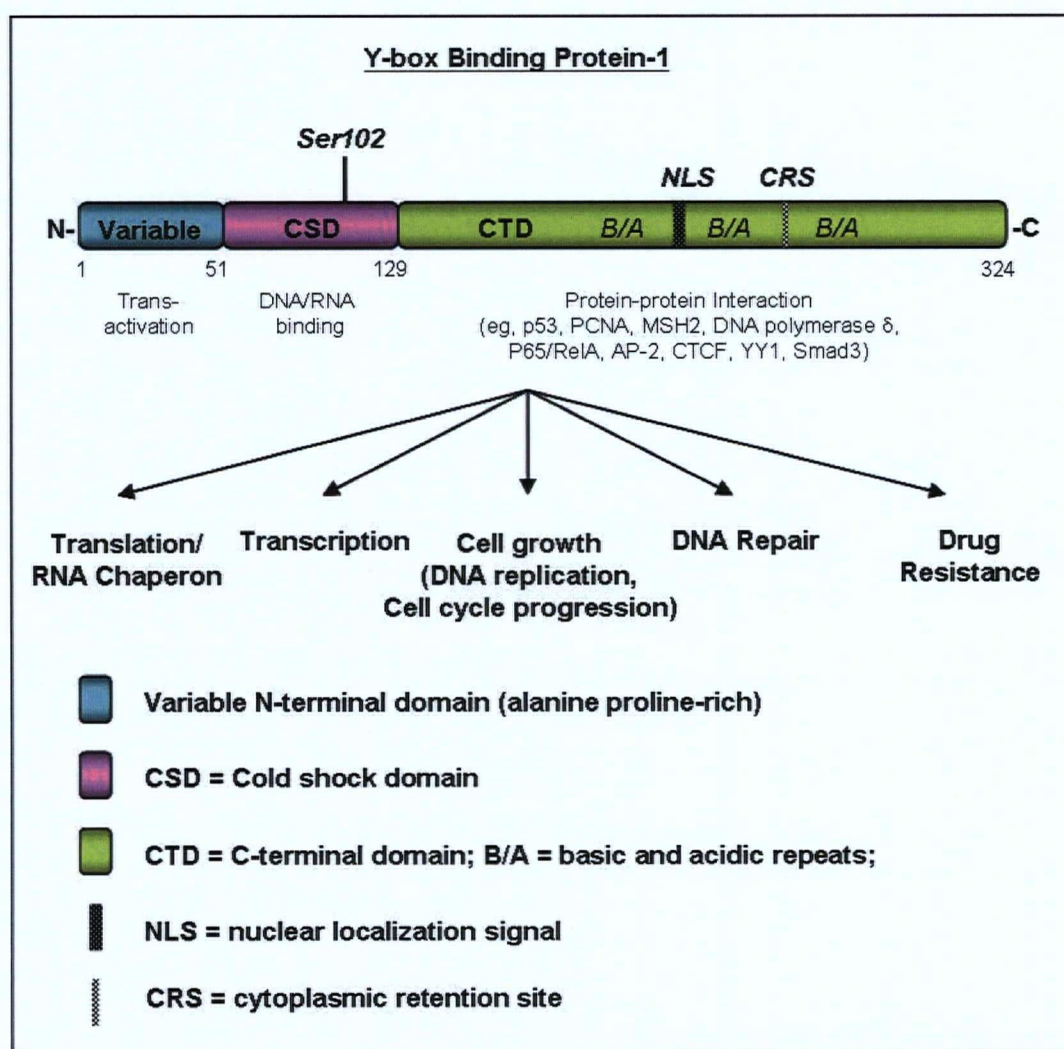 Y-box Binding Protein-1
Ser102
NLS CRS
N- Variable CSD CTD B/A B/A B/A -C
1 51 129 324
Trans-
activation
DNA/RNA
binding
Protein-protein Interaction
(eg, p53, PCNA, MSH2, DNA polymerase δ,
P65/RelA, AP-2, CTCF, YY1, Smad3)
Translation/
RNA Chaperon
Transcription
Cell growth
(DNA replication,
Cell cycle progression)
DNA Repair
Drug
Resistance
Variable N-terminal domain (alanine proline-rich)
CSD = Cold shock domain
CTD = C-terminal domain; B/A = basic and acidic repeats;
NLS = nuclear localization signal
CRS = cytoplasmic retention site